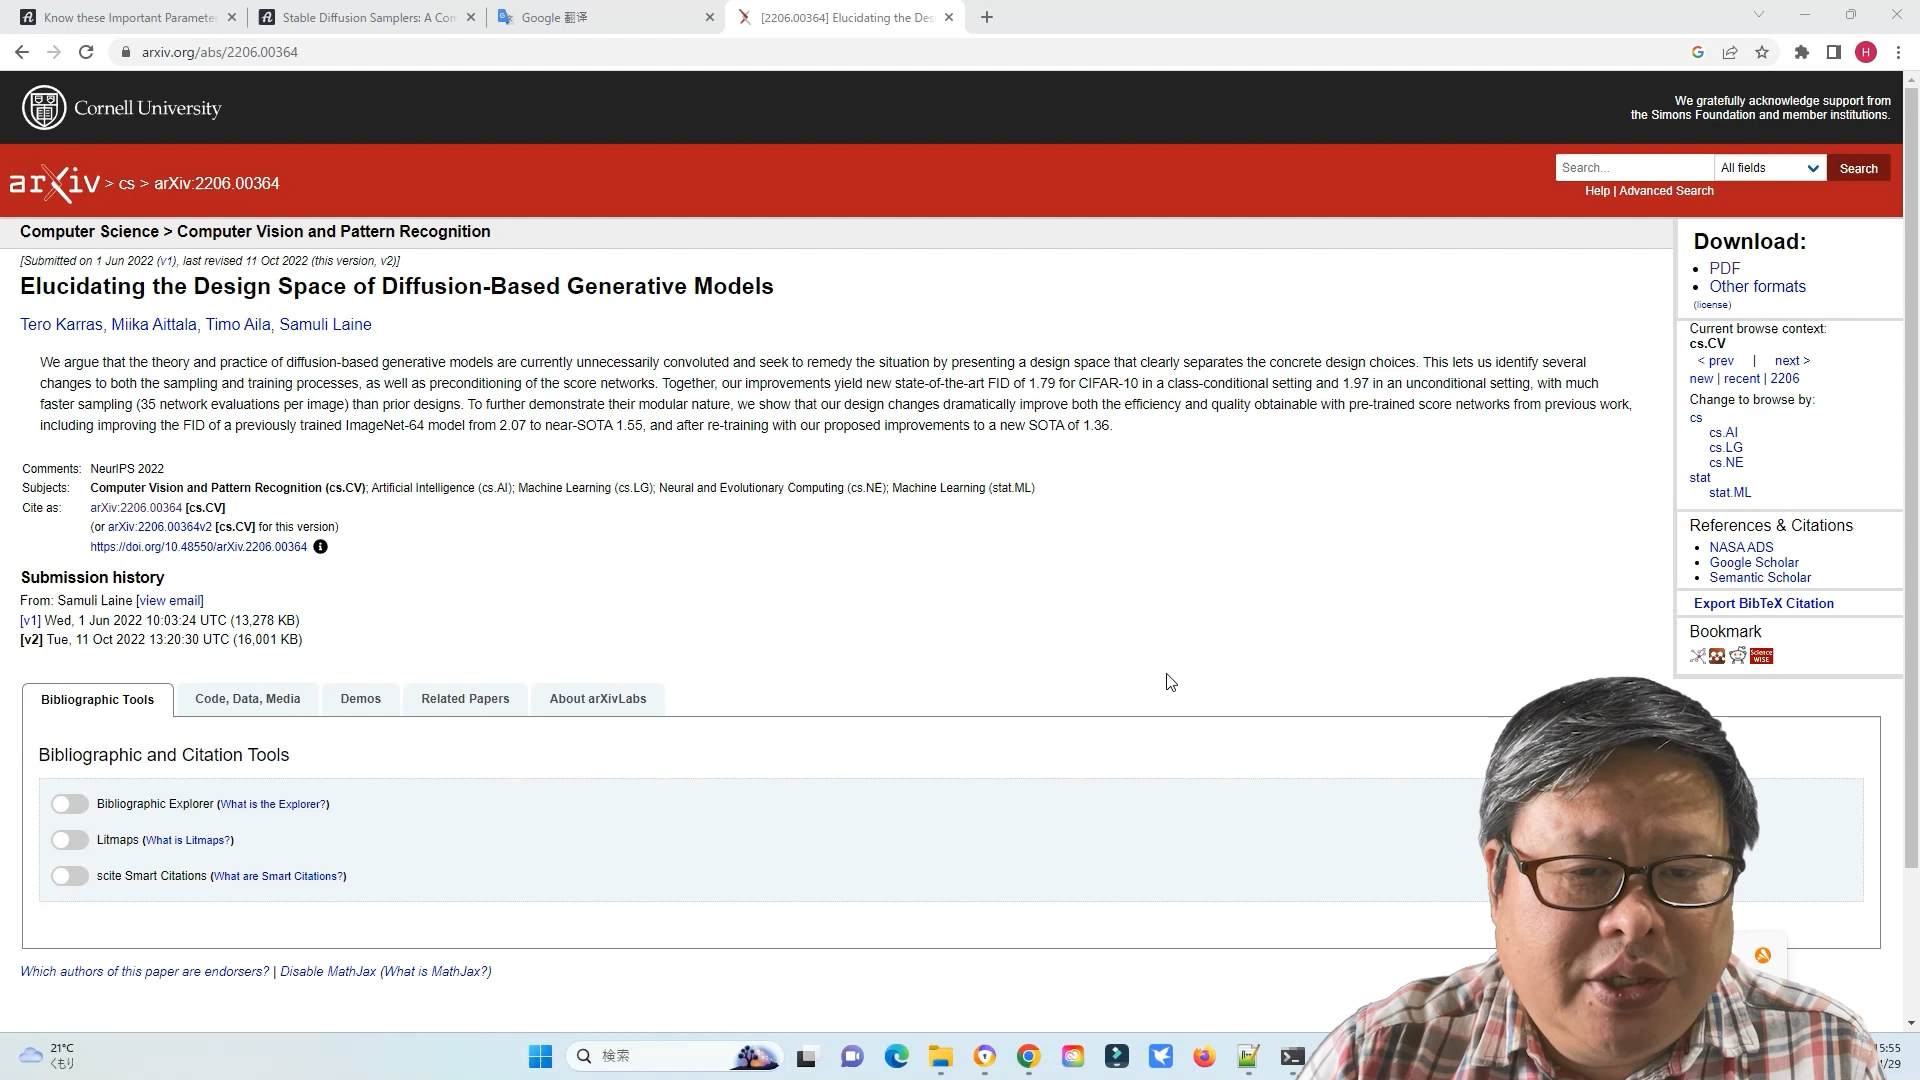 Know these Important Parameter
Stable Diffusion Samplers: A Con
Google 翻译
[2206.00364] Elucidating the Des
arxiv.org/abs/2206.00364
H
Cornell University
We gratefully acknowledge support from
the Simons Foundation and member institutions.
arXiv > cs > arXiv:2206.00364
Search...
All fields
Search
Help | Advanced Search
Computer Science > Computer Vision and Pattern Recognition
[Submitted on 1 Jun 2022 (v1), last revised 11 Oct 2022 (this version, v2)]
Elucidating the Design Space of Diffusion-Based Generative Models
Tero Karras, Miika Aittala, Timo Aila, Samuli Laine
We argue that the theory and practice of diffusion-based generative models are currently unnecessarily convoluted and seek to remedy the situation by presenting a design space that clearly separates the concrete design choices. This lets us identify several
changes to both the sampling and training processes, as well as preconditioning of the score networks. Together, our improvements yield new state-of-the-art FID of 1.79 for CIFAR-10 in a class-conditional setting and 1.97 in an unconditional setting, with much
faster sampling (35 network evaluations per image) than prior designs. To further demonstrate their modular nature, we show that our design changes dramatically improve both the efficiency and quality obtainable with pre-trained score networks from previous work,
including improving the FID of a previously trained ImageNet-64 model from 2.07 to near-SOTA 1.55, and after re-training with our proposed improvements to a new SOTA of 1.36.
Comments: NeurIPS 2022
Subjects: Computer Vision and Pattern Recognition (cs.CV); Artificial Intelligence (cs.AI); Machine Learning (cs.LG); Neural and Evolutionary Computing (cs.NE); Machine Learning (stat.ML)
Cite as: arXiv:2206.00364 [cs.CV]
(or arXiv:2206.00364v2 [cs.CV] for this version)
https://doi.org/10.48550/arXiv.2206.00364
Submission history
From: Samuli Laine [view email]
[v1] Wed, 1 Jun 2022 10:03:24 UTC (13,278 KB)
[v2] Tue, 11 Oct 2022 13:20:30 UTC (16,001 KB)
Download:
PDF
Other formats
(license)
Current browse context:
cs.CV
< prev | next >
new | recent | 2206
Change to browse by:
cs
cs.AI
cs.LG
cs.NE
stat
stat.ML
References & Citations
NASA ADS
Google Scholar
Semantic Scholar
Export BibTeX Citation
Bookmark
Science
WISE
Bibliographic Tools
Code, Data, Media
Demos
Related Papers
About arXivLabs
Bibliographic and Citation Tools
Bibliographic Explorer (What is the Explorer?)
Litmaps (What is Litmaps?)
scite Smart Citations (What are Smart Citations?)
Which authors of this paper are endorsers? | Disable MathJax (What is MathJax?)
21°C
くもり
検索
5:55
/29